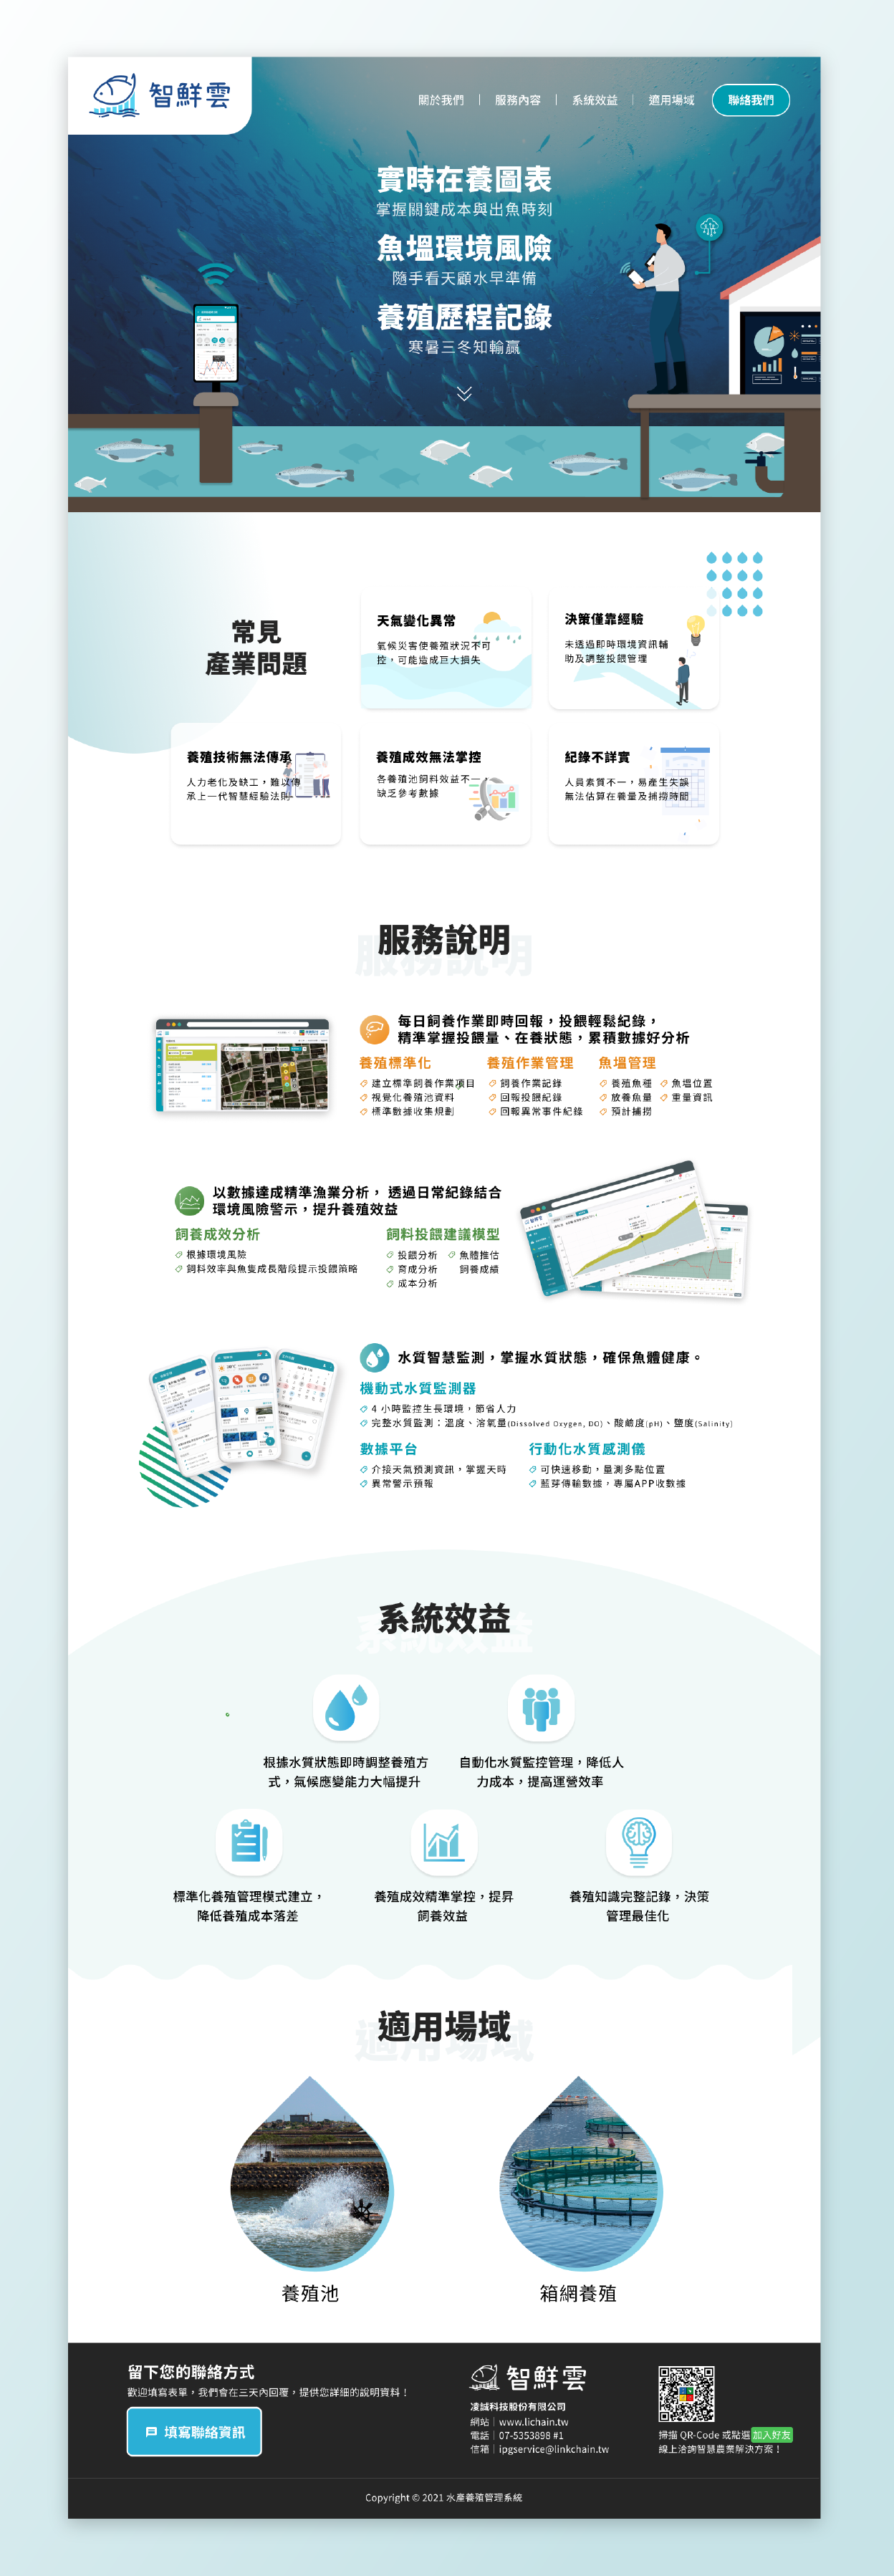 智鮮雲
關於我們 服務內容 系統效益 適用場域 聯絡我們
實時在養圖表
掌握關鍵成本與出魚時刻
魚塭環境風險
隨手看天顧水早準備
養殖歷程記錄
寒暑三冬知輸贏
常見
產業問題
天氣變化異常
氣候災害使養殖狀況不可
控，可能造成巨大損失
決策僅靠經驗
未透過即時環境資訊輔
助及調整投餵管理
養殖技術無法傳承
人力老化及缺工，難以傳
承上一代智慧經驗法則
養殖成效無法掌控
各養殖池飼料效益不一，
缺乏參考數據
紀錄不詳實
人員素質不一，易產生失誤
無法估算在養量及捕撈時間
服務說明
每日飼養作業即時回報，投餵輕鬆紀錄，
精準掌握投餵量、在養狀態，累積數據好分析
養殖標準化
建立標準飼養作業項目
視覺化養殖池資料
標準數據收集規劃
養殖作業管理
飼養作業記錄
回報投餵紀錄
回報異常事件紀錄
魚塭管理
養殖魚種 魚塭位置
放養魚量 重量資訊
預計捕撈
以數據達成精準漁業分析， 透過日常紀錄結合
環境風險警示，提升養殖效益
飼養成效分析
根據環境風險
飼料效率與魚隻成長階段提示投餵策略
飼料投餵建議模型
投餵分析 魚體推估
育成分析 飼養成績
成本分析
水質智慧監測，掌握水質狀態，確保魚體健康。
機動式水質監測器
4 小時監控生長環境，節省人力
完整水質監測：溫度、溶氧量(Dissolved Oxygen, DO)、酸鹼度(pH)、鹽度(Salinity)
數據平台
介接天氣預測資訊，掌握天時
異常警示預報
行動化水質感測儀
可快速移動，量測多點位置
藍芽傳輸數據，專屬APP收數據
系統效益
根據水質狀態即時調整養殖方
式，氣候應變能力大幅提升
自動化水質監控管理，降低人
力成本，提高運營效率
標準化養殖管理模式建立，
降低養殖成本落差
養殖成效精準掌控，提昇
飼養效益
養殖知識完整記錄，決策
管理最佳化
適用場域
養殖池
箱網養殖
留下您的聯絡方式
歡迎填寫表單，我們會在三天內回覆，提供您詳細的說明資料！
填寫聯絡資訊
智鮮雲
凌誠科技股份有限公司
網站｜www.lichain.tw
電話｜07-5353898 #1
信箱｜ipgservice@linkchain.tw
掃描 QR-Code 或點選 加入好友
線上洽詢智慧農業解決方案！
Copyright © 2021 水產養殖管理系統